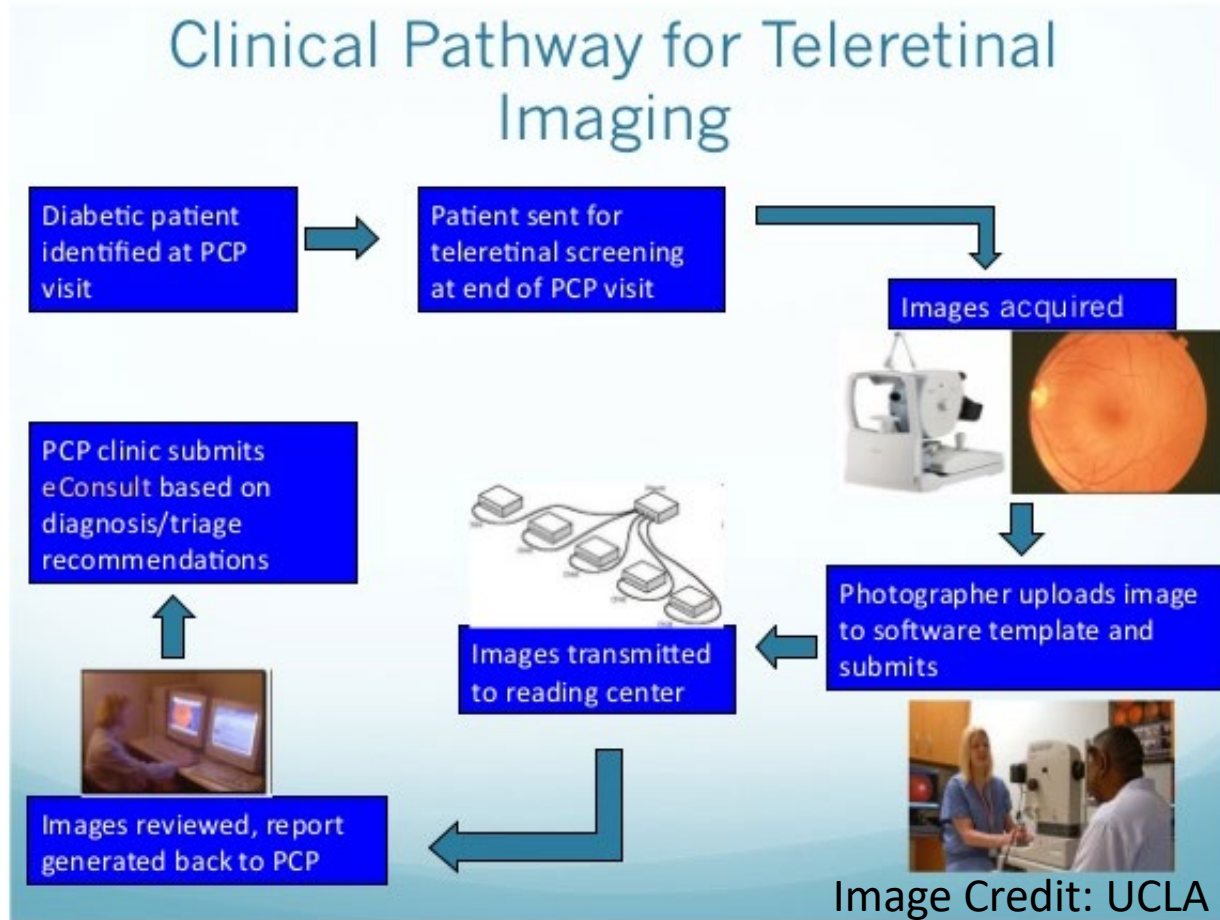 Clinical Pathway for Teleretinal
Imaging
Diabetic patient
identified at PCP
visit
Patient sent for
teleretinal screening
at end of PCP visit
Images acquired
Photographer uploads image
to software template and
submits
Images transmitted
to reading center
Images reviewed, report
generated back to PCP
PCP clinic submits
eConsult based on
diagnosis/triage
recommendations
Image Credit: UCLA